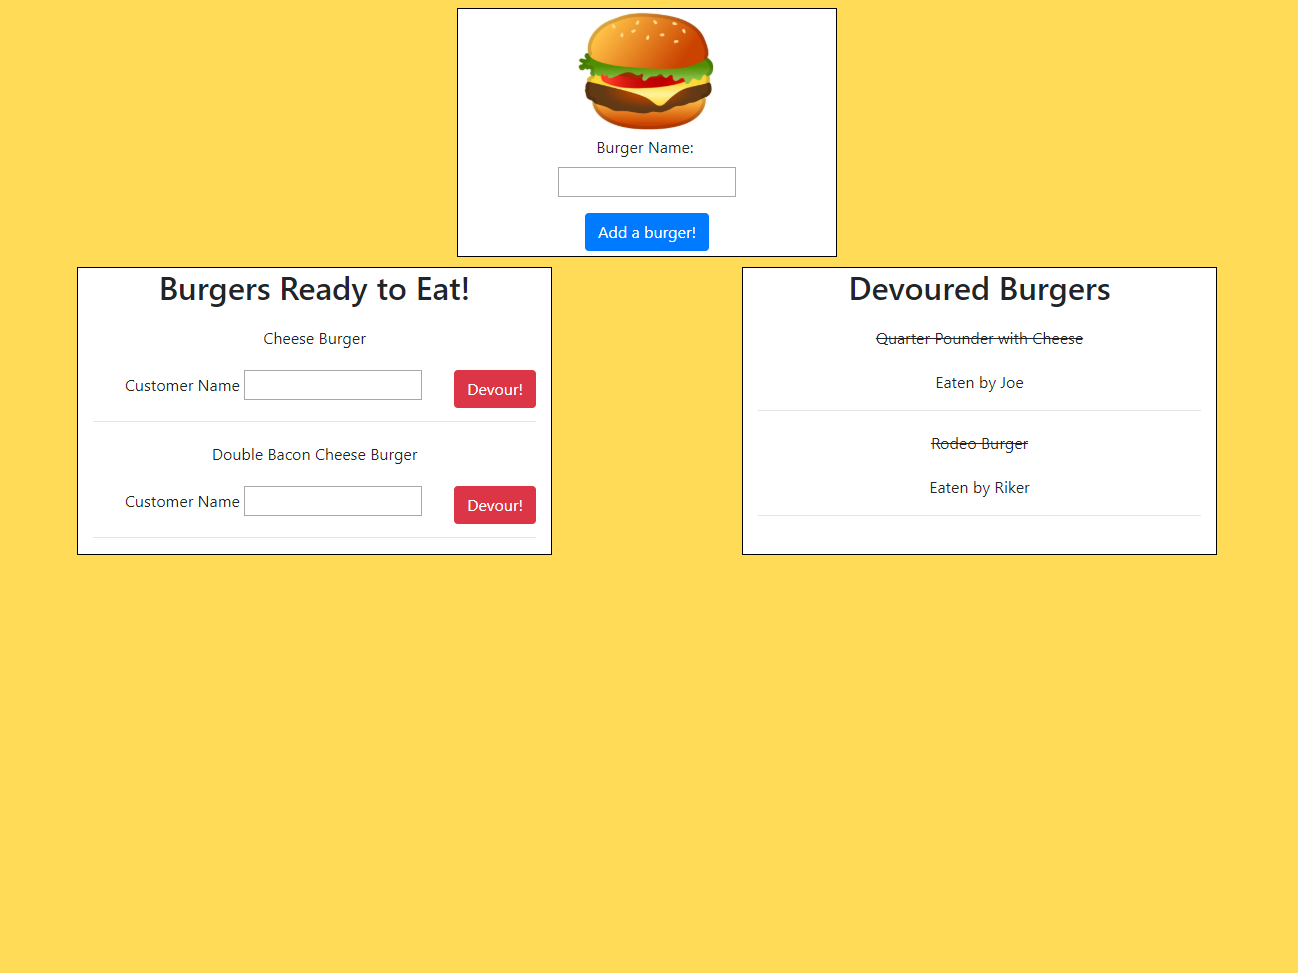 Burger Name:
Add a burger!
Burgers Ready to Eat!
Cheese Burger
Customer Name Devour!
Double Bacon Cheese Burger
Customer Name Devour!
Devoured Burgers
Quarter Pounder with Cheese
Eaten by Joe
Rodeo Burger
Eaten by Riker